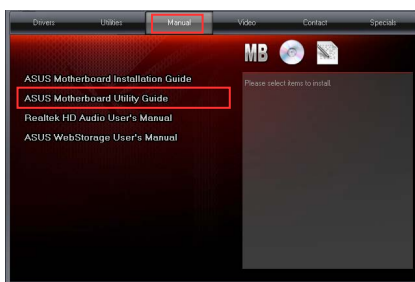 Drivers Utilities Manual Video Contact Specials
MB
ASUS Motherboard Installation Guide
Please select items to install.
ASUS Motherboard Utility Guide
Realtek HD Audio User's Manual
ASUS WebStorage User's Manual